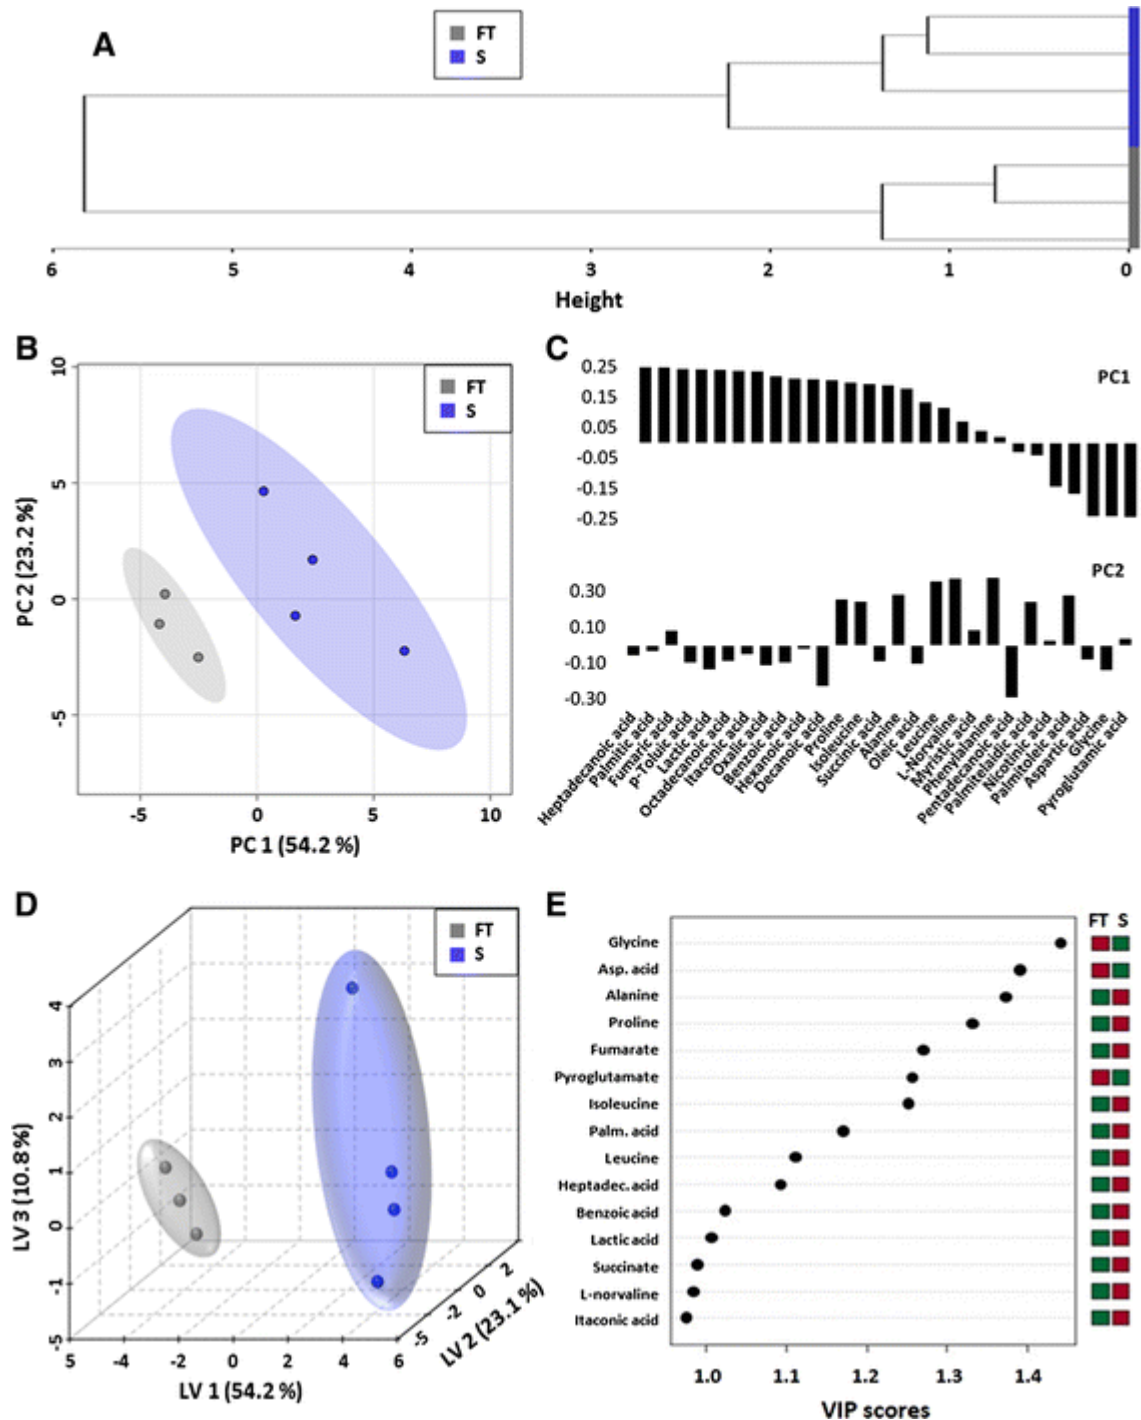 A
FT
S
6 5 4 3 2 1 0
Height
B
FT
S
10
5
0
-5
PC 2 (23.2 %)
-5 0 5 10
PC 1 (54.2 %)
C
PC1
0.25
0.15
0.05
-0.05
-0.15
-0.25
PC2
0.30
0.10
-0.10
-0.30
Heptadecanoic acid
Palmitic acid
Fumaric acid
p-Toluic acid
Lactic acid
Octadecanoic acid
Itaconic acid
Oxalic acid
Benzoic acid
Hexanoic acid
Decanoic acid
Proline
Isoleucine
Succinic acid
Alanine
Oleic acid
Leucine
L-Norvaline
Myristic acid
Phenylalanine
Pentadecanoic acid
Palmitelaidic acid
Nicotinic acid
Palmitoleic acid
Aspartic acid
Glycine
Pyroglutamic acid
D
FT
S
4
3
2
1
0
-1
-5
LV 3 (10.8%)
5 -4 -2 0 2 4 6
LV 1 (54.2 %)
-5 -2 0 2
LV 2 (23.1 %)
E
FT S
Glycine
Asp. acid
Alanine
Proline
Fumarate
Pyroglutamate
Isoleucine
Palm. acid
Leucine
Heptadec. acid
Benzoic acid
Lactic acid
Succinate
L-norvaline
Itaconic acid
1.0 1.1 1.2 1.3 1.4
VIP scores